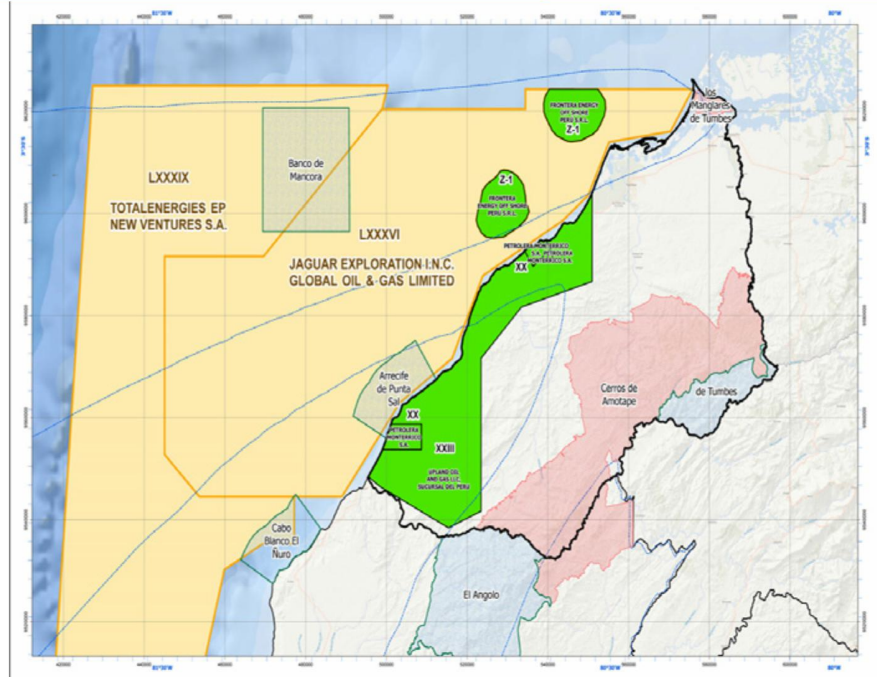 los
Manglares
de Tumbes
FRONTERA ENERGY
OFF SHORE
PERU S.R.L.
Z-1
Banco de
Mancora
LXXXIX
TOTALENERGIES EP
NEW VENTURES S.A.
Z-1
FRONTERA
ENERGY OFF SHORE
PERU S.R.L.
LXXXVI
JAGUAR EXPLORATION I.N.C.
GLOBAL OIL & GAS LIMITED
PETROLERA MONTERRICO
S.A. PETROLERA
MONTERRICO S.A.
XX
Arrecife
de Punta
Sal
Cerros de
Amotape
de Tumbes
XX
PETROLERA
MONTERRICO
S.A.
XXIII
UPLAND OIL
AND GAS LLC,
SUCURSAL DEL PERU
Cabo
Blanco.El
Ñuro
El Angolo